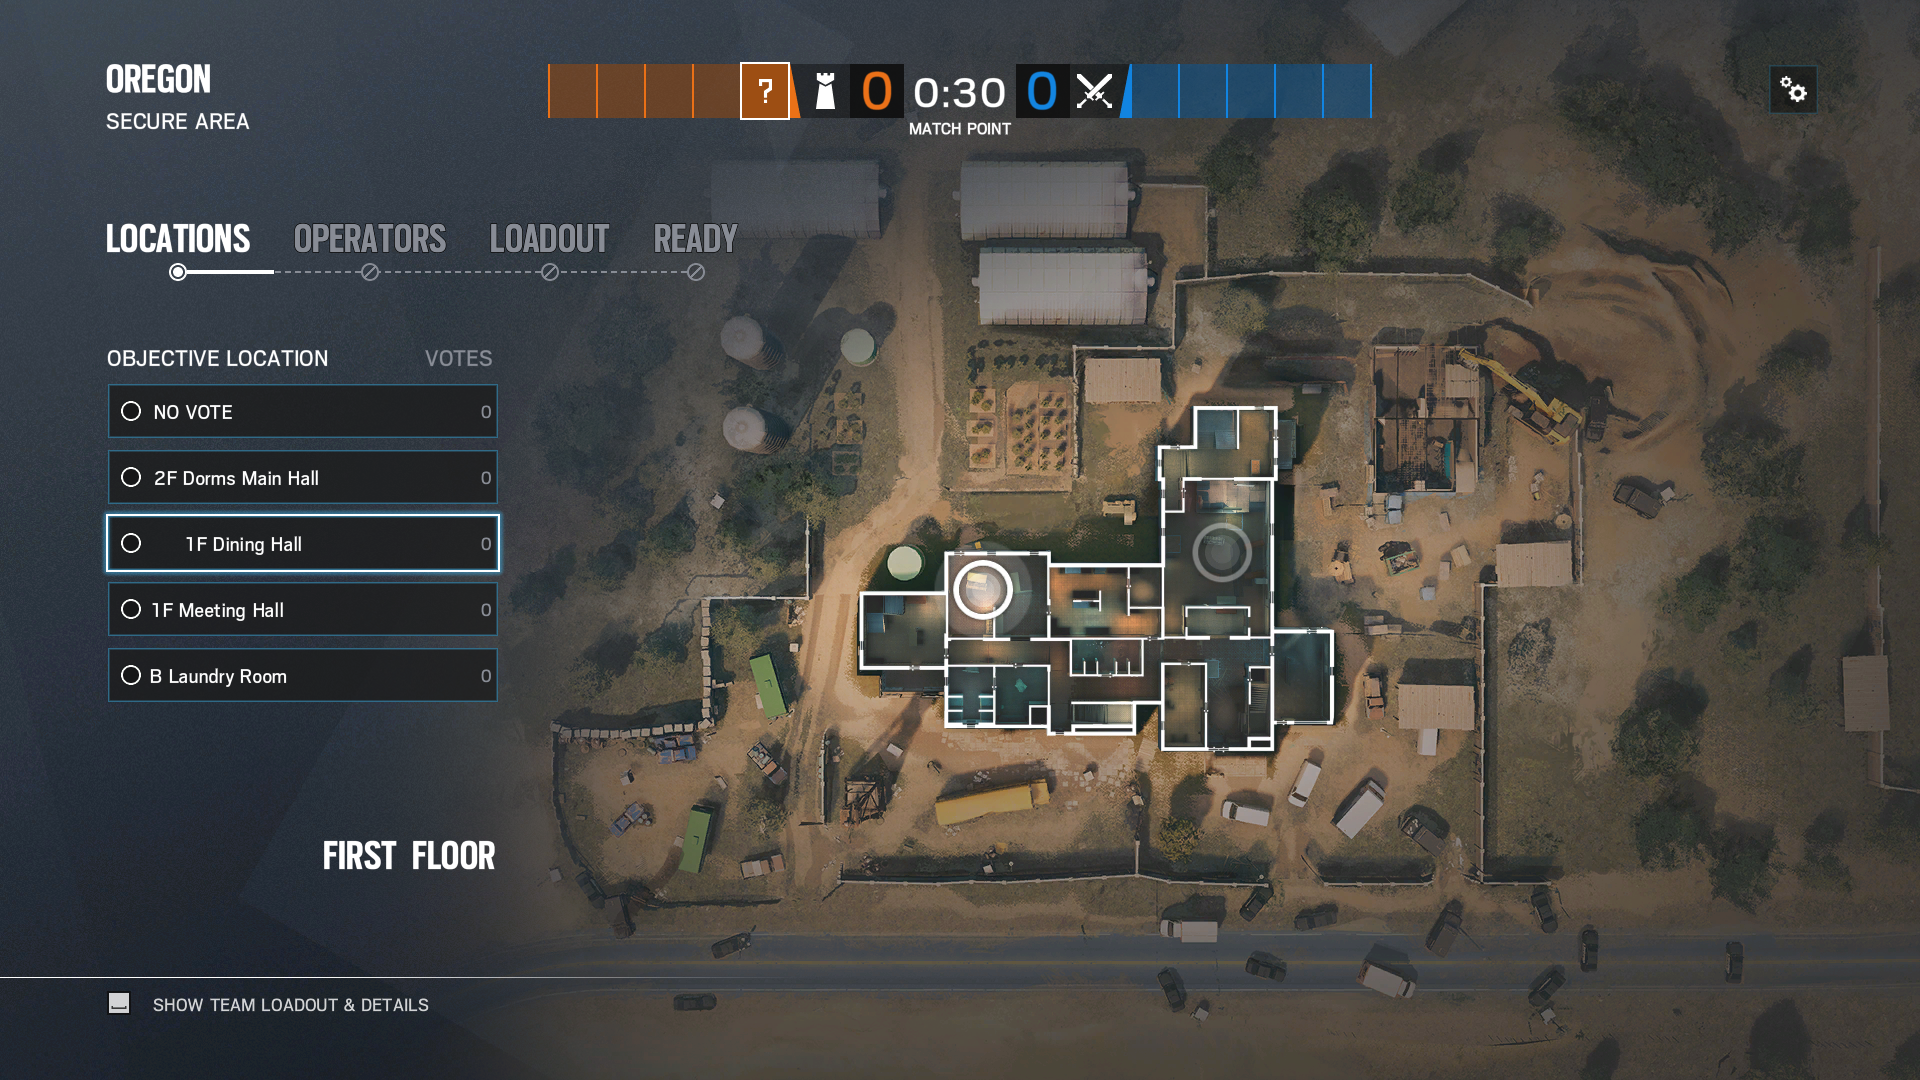 OREGON
SECURE AREA
?
0
0:30
0
MATCH POINT
LOCATIONS
OPERATORS
LOADOUT
READY
OBJECTIVE LOCATION
VOTES
NO VOTE
0
2F Dorms Main Hall
0
1F Dining Hall
0
1F Meeting Hall
0
B Laundry Room
0
FIRST FLOOR
SHOW TEAM LOADOUT & DETAILS